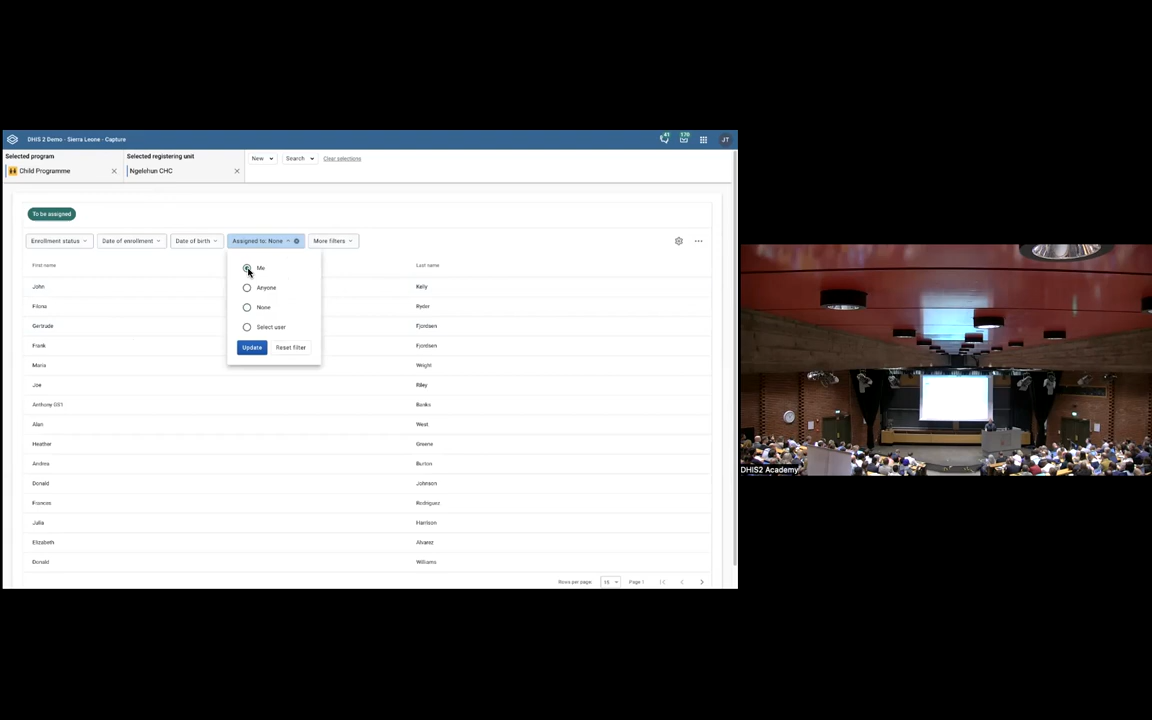 DHIS 2 Demo - Sierra Leone - Capture
41
170
JT
Selected program
Child Programme
Selected registering unit
Ngelehun CHC
New
Search
Clear selections
To be assigned
Enrollment status
Date of enrollment
Date of birth
Assigned to: None
More filters
First name
Last name
Me
Anyone
None
Select user
Update
Reset filter
John Kelly
Filona Ryder
Gertrude Fjordsen
Frank Fjordsen
Maria Wright
Joe Riley
Anthony GS1 Banks
Alan West
Heather Greene
Andrea Burton
Donald Johnson
Frances Rodriguez
Julia Harrison
Elizabeth Alvarez
Donald Williams
Rows per page: 15 Page 1
DHIS2 Academy